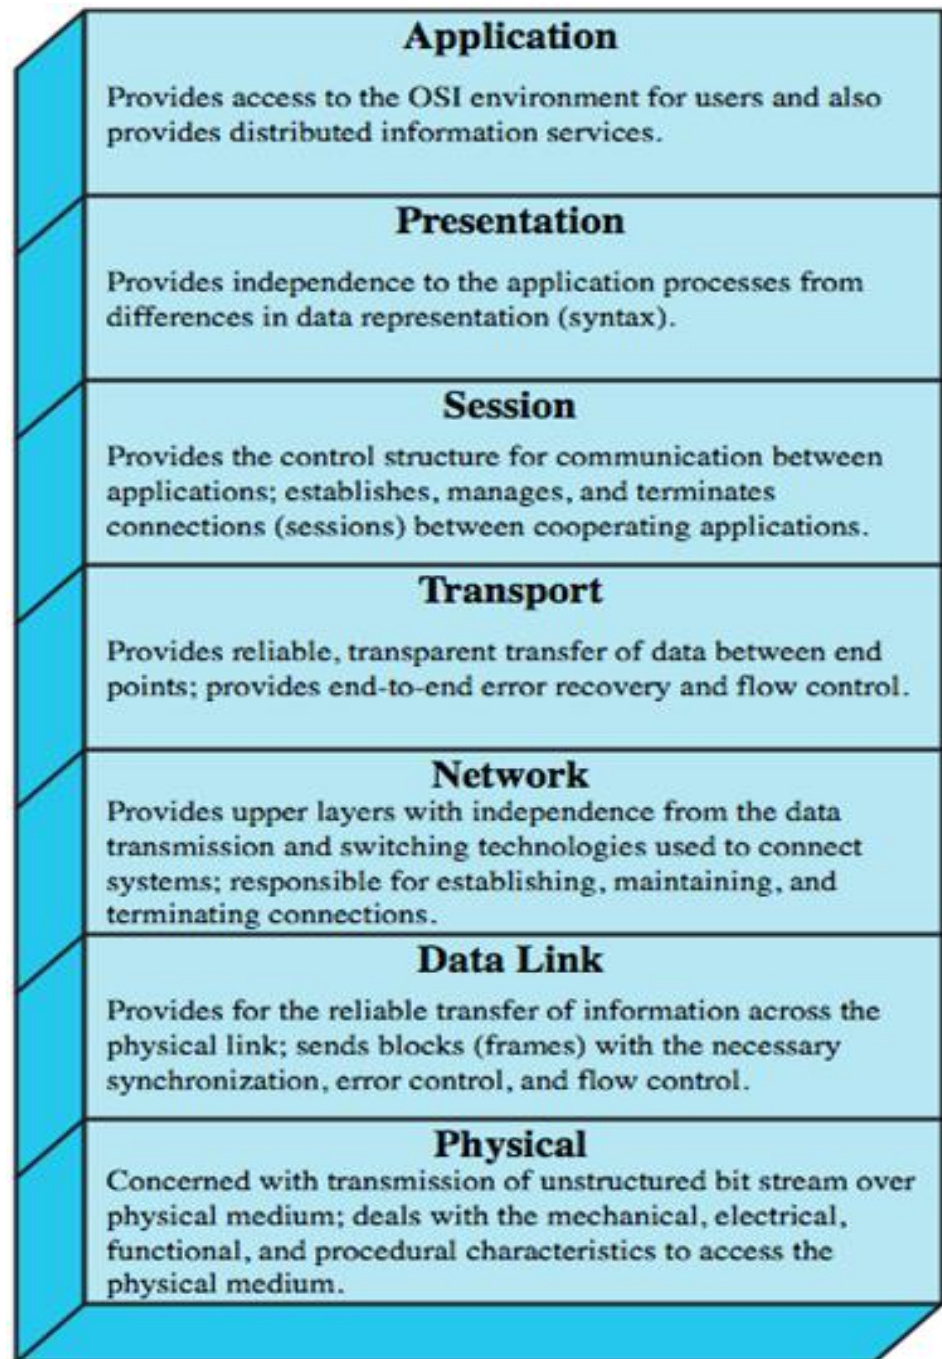 Application
Provides access to the OSI environment for users and also
provides distributed information services.
Presentation
Provides independence to the application processes from
differences in data representation (syntax).
Session
Provides the control structure for communication between
applications; establishes, manages, and terminates
connections (sessions) between cooperating applications.
Transport
Provides reliable, transparent transfer of data between end
points; provides end-to-end error recovery and flow control.
Network
Provides upper layers with independence from the data
transmission and switching technologies used to connect
systems; responsible for establishing, maintaining, and
terminating connections.
Data Link
Provides for the reliable transfer of information across the
physical link; sends blocks (frames) with the necessary
synchronization, error control, and flow control.
Physical
Concerned with transmission of unstructured bit stream over
physical medium; deals with the mechanical, electrical,
functional, and procedural characteristics to access the
physical medium.